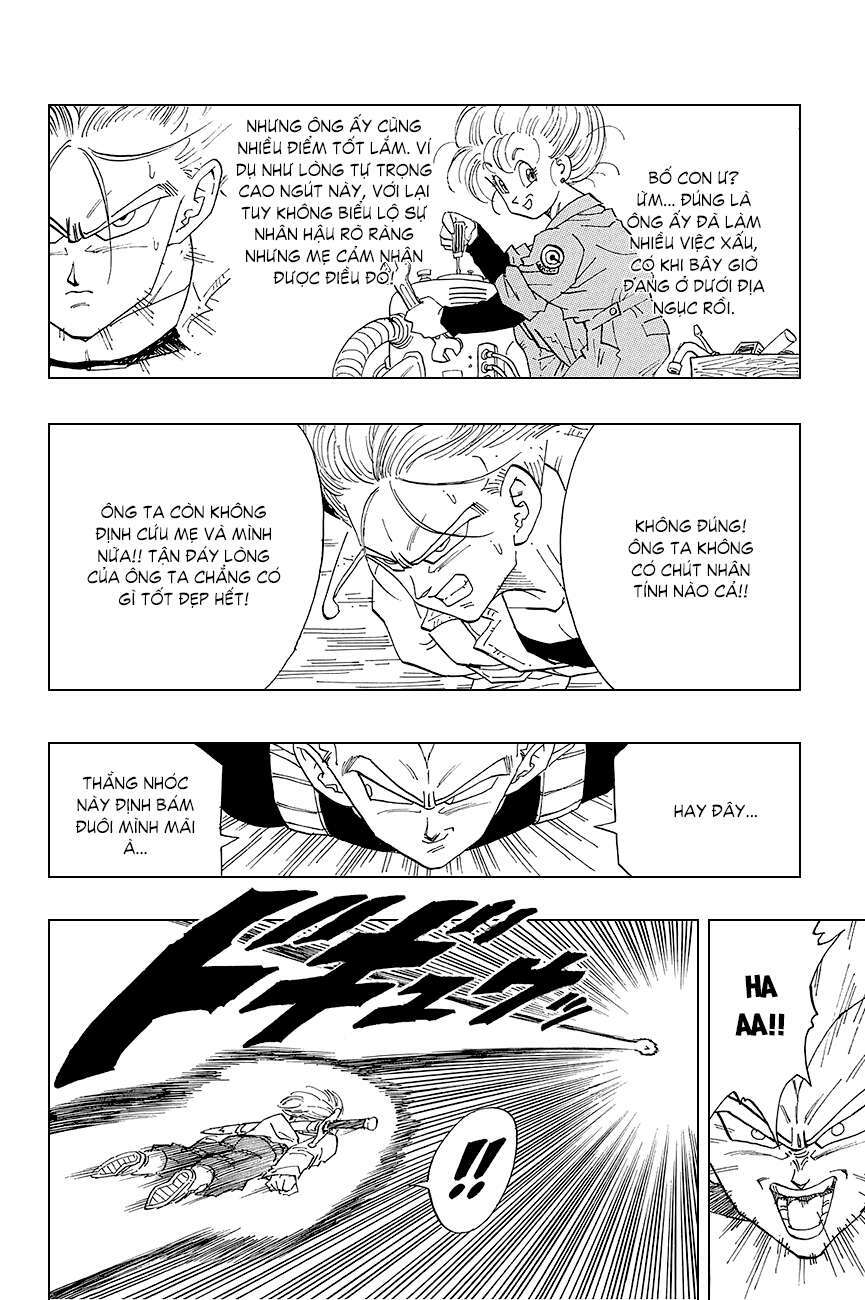 BỐ CON Ư?
ỪM... ĐÚNG LÀ
ÔNG ẤY ĐÃ LÀM
NHIỀU VIỆC XẤU,
CÓ KHI BÂY GIỜ
ĐANG Ở DƯỚI ĐỊA
NGỤC RỒI.
NHƯNG ÔNG ẤY CŨNG
NHIỀU ĐIỂM TỐT LẮM. VÍ
DỤ NHƯ LÒNG TỰ TRỌNG
CAO NGÚT NÀY, VỚI LẠI
TUY KHÔNG BIỂU LỘ SỰ
NHÂN HẬU RÕ RÀNG
NHƯNG MẸ CẢM NHẬN
ĐƯỢC ĐIỀU ĐÓ!
KHÔNG ĐÚNG!
ÔNG TA KHÔNG
CÓ CHÚT NHÂN
TÍNH NÀO CẢ!!
ÔNG TA CÒN KHÔNG
ĐỊNH CỨU MẸ VÀ MÌNH
NỮA!! TẬN ĐÁY LÒNG
CỦA ÔNG TA CHẲNG CÓ
GÌ TỐT ĐẸP HẾT!
HAY ĐÂY...
THẰNG NHÓC
NÀY ĐỊNH BÁM
ĐUÔI MÌNH MÃI
À...
HA
AA!!
ドギュウッ
!!